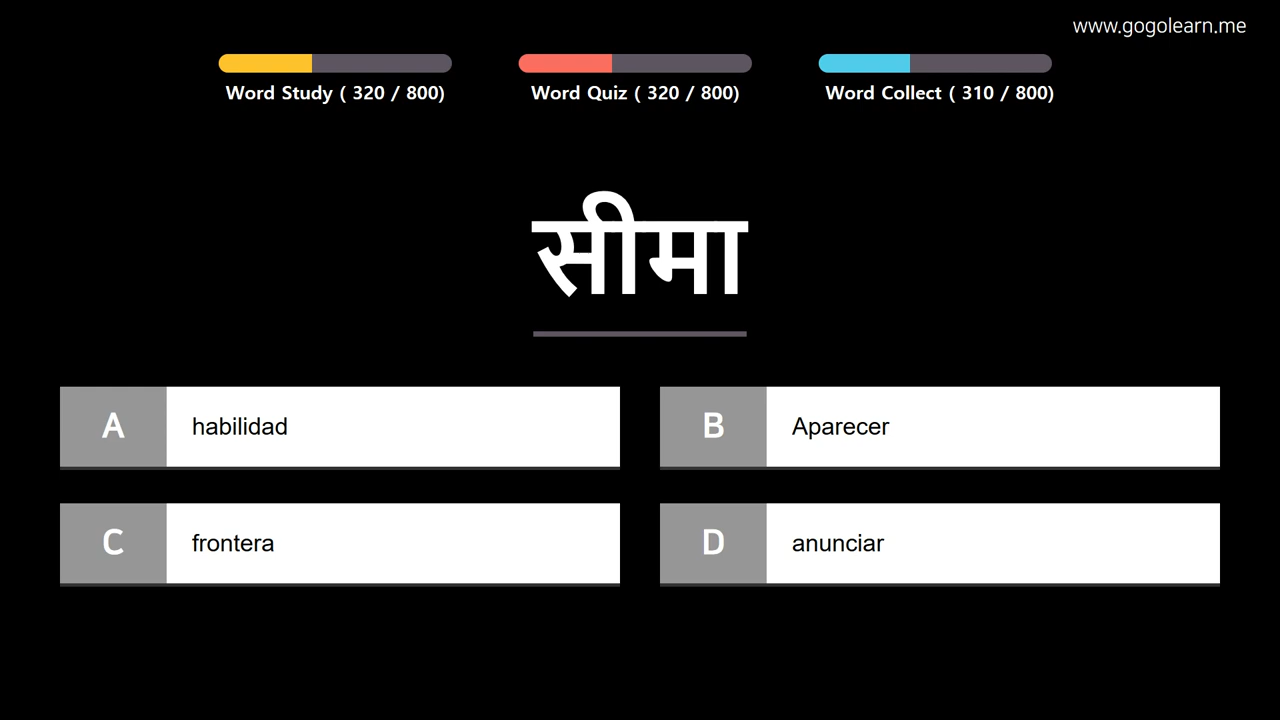 www.gogolearn.me
Word Study ( 320 / 800)
Word Quiz ( 320 / 800)
Word Collect ( 310 / 800)
सीमा
A habilidad
B Aparecer
C frontera
D anunciar